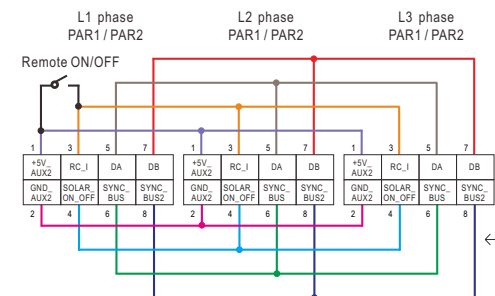 L1 phase
PAR1 / PAR2
L2 phase
PAR1 / PAR2
L3 phase
PAR1 / PAR2
Remote ON/OFF
1 3 5 7 1 3 5 7 1 3 5 7
+5V_
AUX2 RC_I DA DB +5V_
AUX2 RC_I DA DB +5V_
AUX2 RC_I DA DB
GND_ SOLAR_ SYNC_ SYNC_ GND_ SOLAR_ SYNC_ SYNC_ GND_ SOLAR_ SYNC_ SYNC_
AUX2 ON_OFF BUS BUS2 AUX2 ON_OFF BUS BUS2 AUX2 ON_OFF BUS BUS2
2 4 6 8 2 4 6 8 2 4 6 8